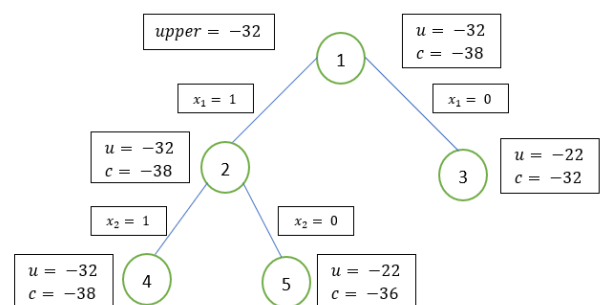 upper = −32
u = −32
c = −38
1
x₁ = 1
x₁ = 0
u = −32
c = −38
2
3
u = −22
c = −32
x₂ = 1
x₂ = 0
u = −32
c = −38
4
5
u = −22
c = −36